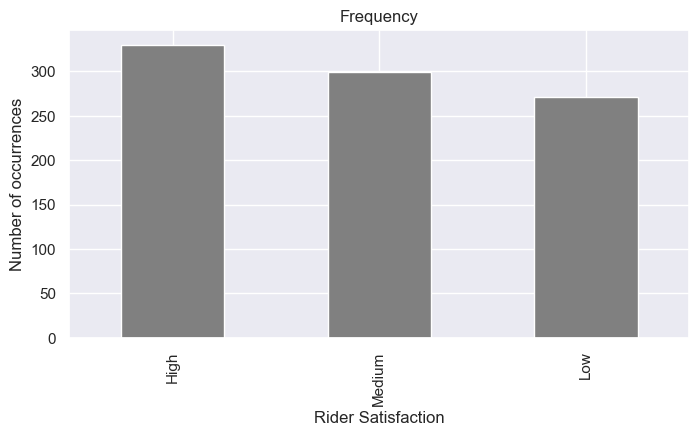 Frequency
Number of occurrences
300
250
200
150
100
50
0
High
Medium
Low
Rider Satisfaction